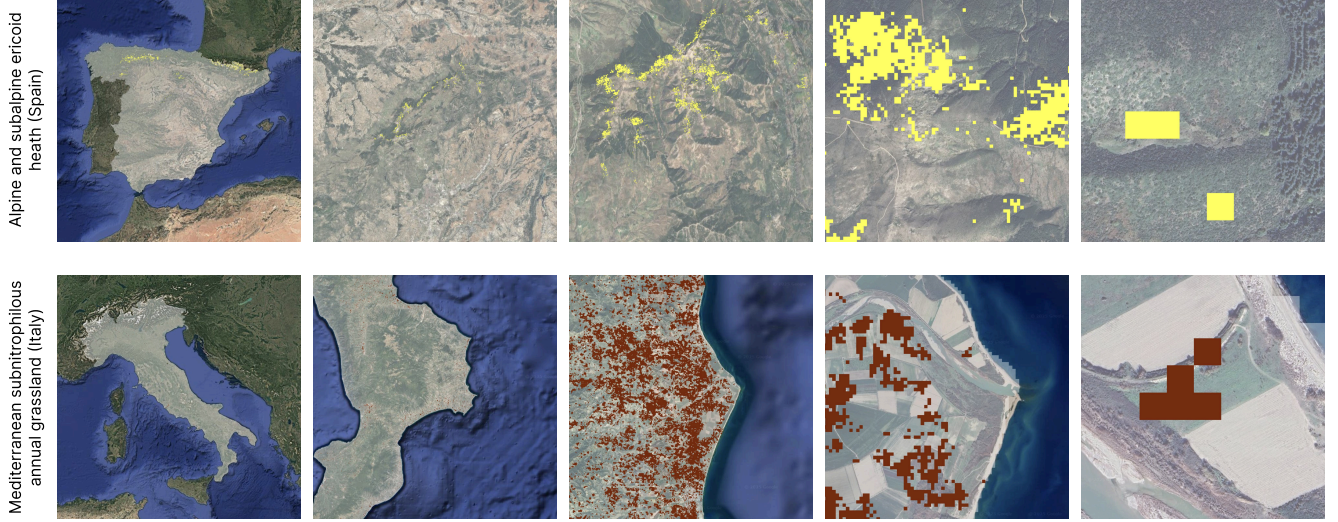 Alpine and subalpine ericoid
heath (Spain)
Mediterranean subnitrophilous
annual grassland (Italy)